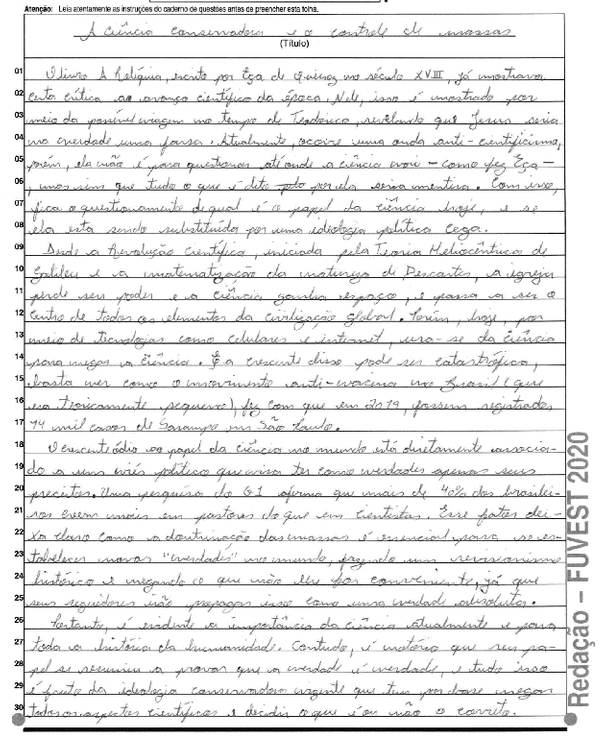 Atenção: Leia atentamente as instruções do caderno de questões antes de preencher esta folha.
A ciência conservadora e o controle de massas
(Título)
01 O livro A Relíquia, escrito por Eça de Queiroz no século XVIII, já mostrava
02 certa crítica ao avanço científico da época. Nele, isso é mostrado por
03 meio da possível viagem no tempo de Teodorico, revelando que Jesus seria
04 na verdade uma farsa. Atualmente, ocorre uma onda anti-cientificismo,
05 porém, ela não é para questionar até onde a ciência vai - como fez Eça -
06 , mas sim que tudo o que é dito por ela seria mentira. Com isso,
07 fica o questionamento de qual é o papel da ciência hoje, e se
08 ela está sendo substituída por uma ideologia política cega.
09 Desde a Revolução Científica, iniciada pela Teoria Heliocêntrica de
10 Galileu e a matematização da natureza de Descartes, a igreja
11 perde seu poder e a ciência ganha espaço, e passa a ser o
12 centro de todos os elementos da civilização global. Porém, hoje, por
13 meio de tecnologias como celulares e internet, usa-se da ciência
14 para negar a ciência. E a crescente disso pode ser catastrófica,
15 basta ver como o movimento anti-vacina no Brasil (que
16 era teoricamente pequeno), fez com que em 2019, fossem registrados
17 14 mil casos de Sarampo em São Paulo.
18 O crescente ódio ao papel da ciência no mundo está diretamente associa-
19 do a um viés político que visa ter como verdades apenas seus
20 preceitos. Uma pesquisa do G1 afirma que mais de 40% dos brasilei-
21 ros creem mais em pastores do que em cientistas. Esse fator dei-
22 xa claro como a doutrinação das massas é essencial para se es-
23 tabelecer novas "verdades" no mundo, fazendo um revisionismo
24 histórico e negando o que não lhe for conveniente, já que
25 seus seguidores irão propagar isso como uma verdade absoluta.
26 Portanto, é evidente a importância da ciência atualmente e para
27 toda a história da humanidade. Contudo, é notório que seu pa-
28 pel se resumiu a provar que a verdade é verdade, e tudo isso
29 é fruto da ideologia conservadora vigente que tem por base negar
30 todos os aspectos científicos e decidir o que é ou não o correto.
Redação – FUVEST 2020